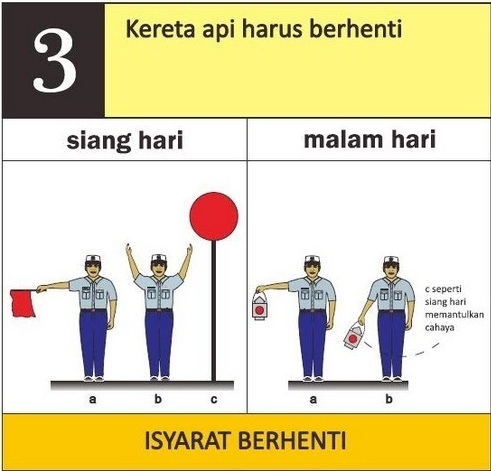 3
Kereta api harus berhenti
siang hari
malam hari
c seperti
siang hari
memantulkan
cahaya
a b c
a b
ISYARAT BERHENTI